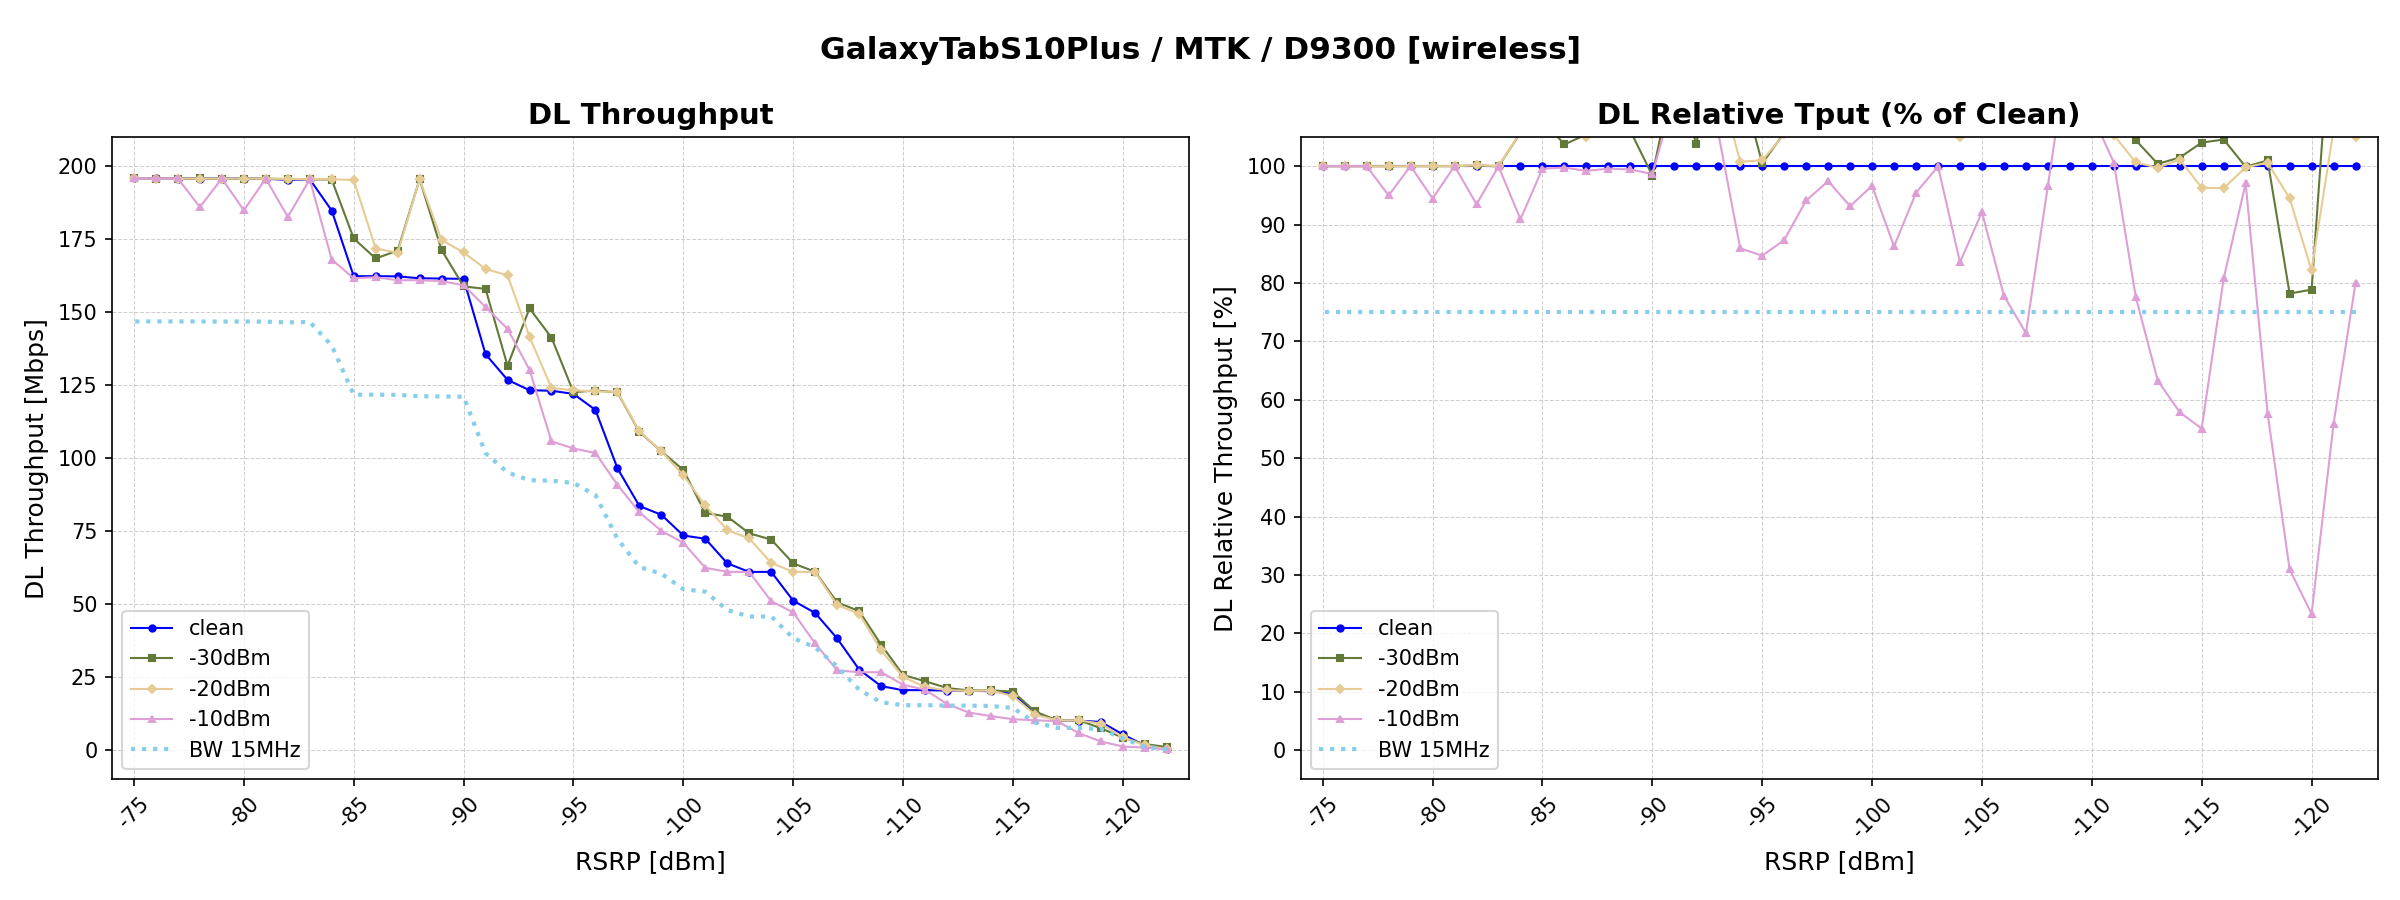 GalaxyTabS10Plus / MTK / D9300 [wireless]
DL Throughput
DL Throughput [Mbps]
200
175
150
125
100
75
50
25
0
clean
-30dBm
-20dBm
-10dBm
BW 15MHz
-75
-80
-85
-90
-95
-100
-105
-110
-115
-120
RSRP [dBm]
DL Relative Tput (% of Clean)
DL Relative Throughput [%]
100
90
80
70
60
50
40
30
20
10
0
clean
-30dBm
-20dBm
-10dBm
BW 15MHz
-75
-80
-85
-90
-95
-100
-105
-110
-115
-120
RSRP [dBm]